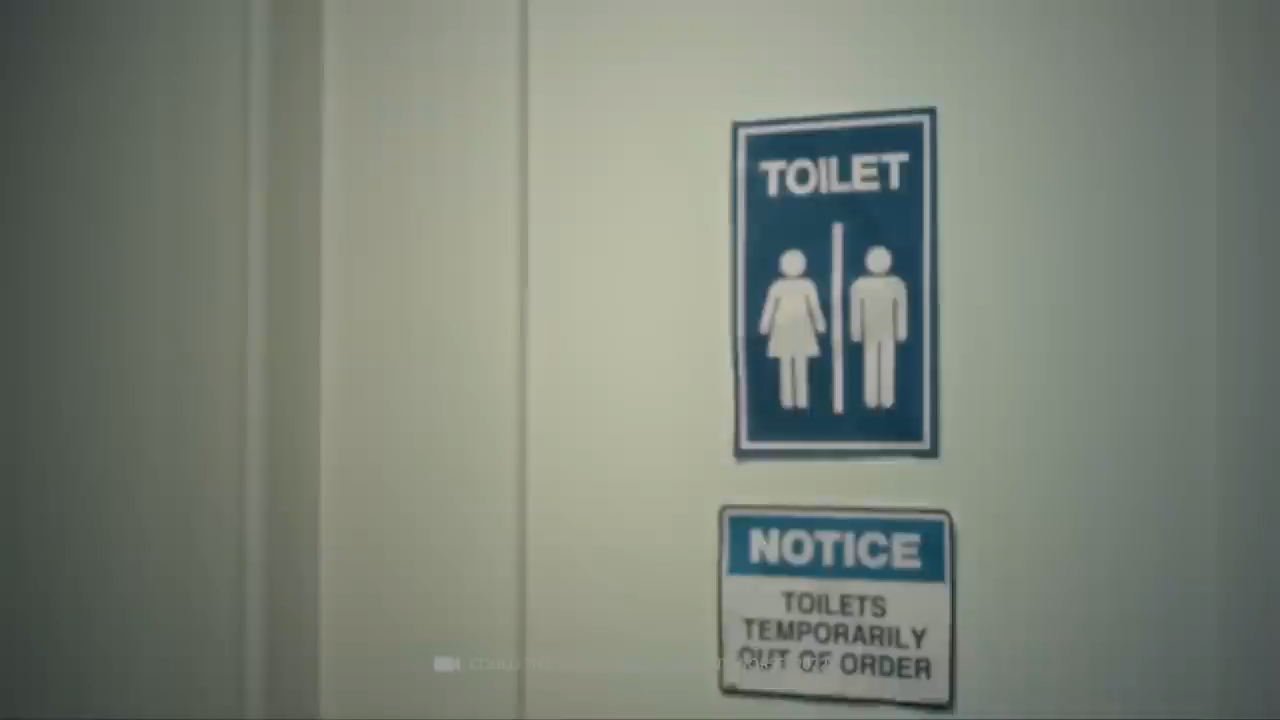 TOILET
NOTICE
TOILETS
TEMPORARILY
OUT OF ORDER